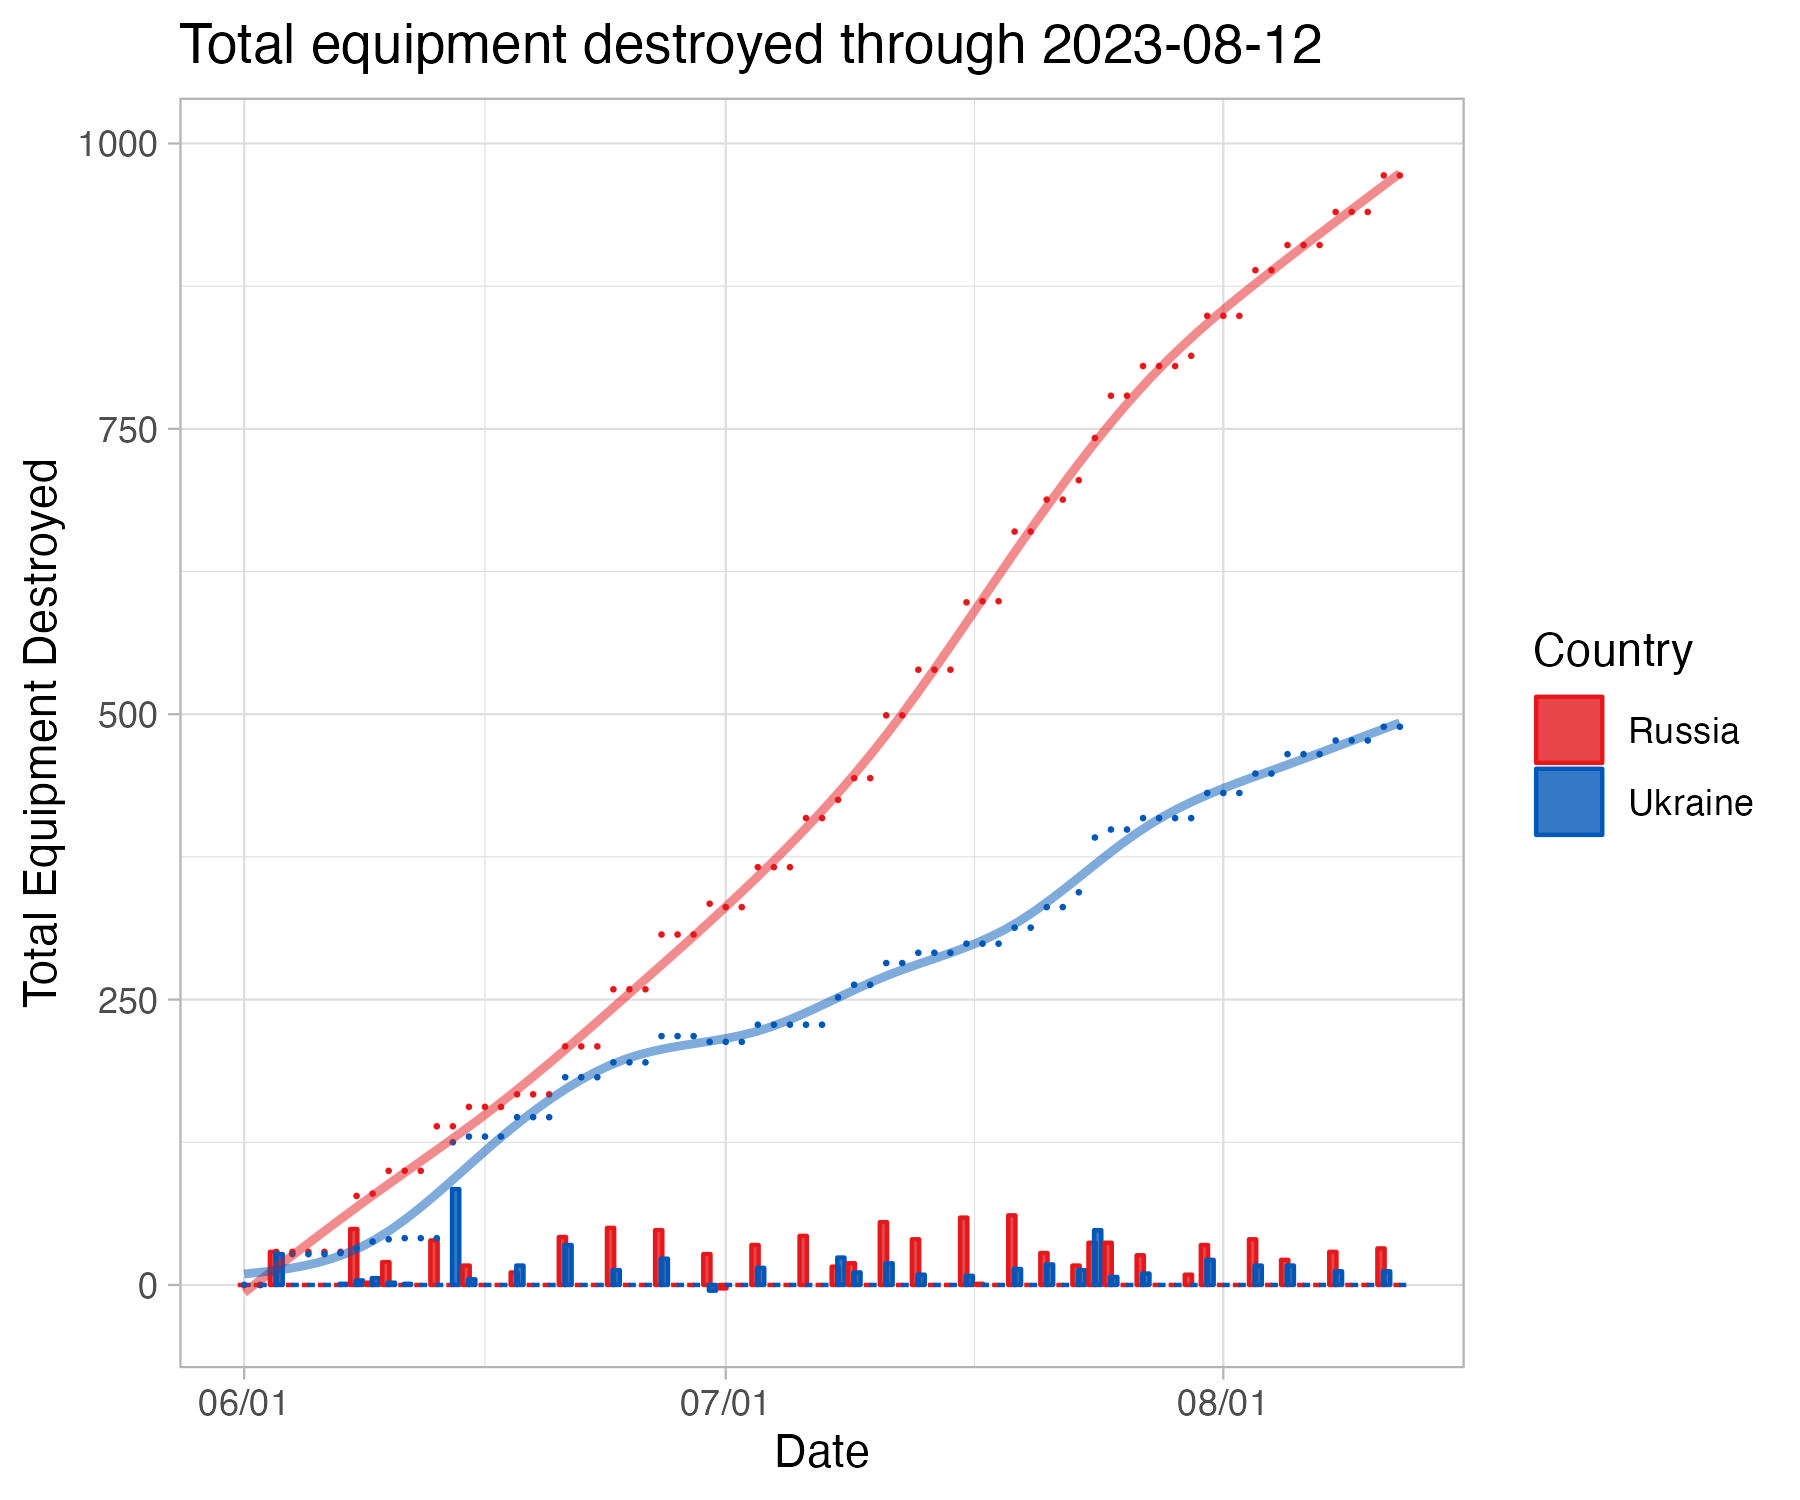 Total equipment destroyed through 2023-08-12
Total Equipment Destroyed
1000
750
500
250
0
06/01
07/01
08/01
Date
Country
Russia
Ukraine